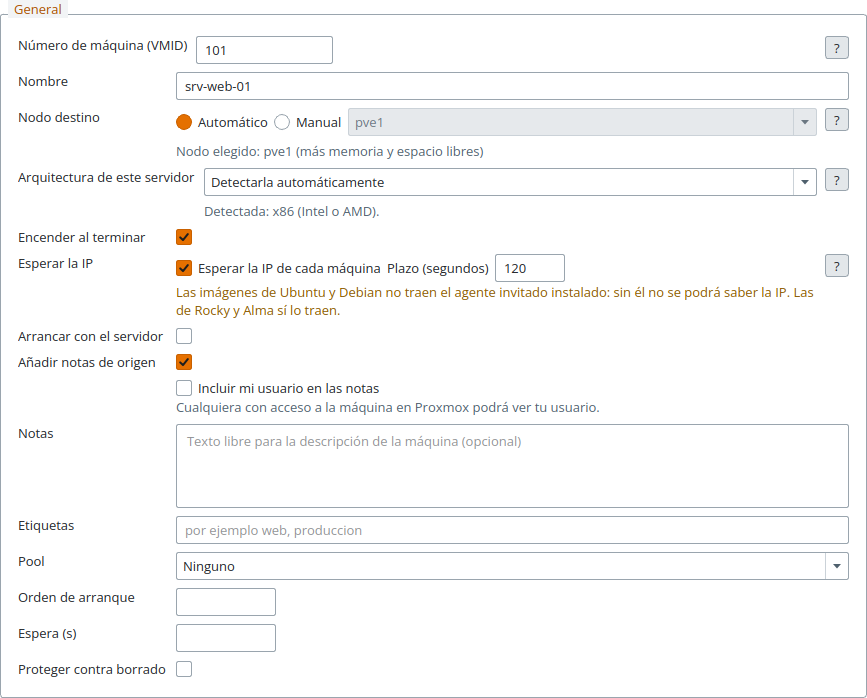 General
Número de máquina (VMID) 101 ?
Nombre srv-web-01
Nodo destino Automático Manual pve1 ?
Nodo elegido: pve1 (más memoria y espacio libres)
Arquitectura de este servidor Detectarla automáticamente ?
Detectada: x86 (Intel o AMD).
Encender al terminar
Esperar la IP Esperar la IP de cada máquina Plazo (segundos) 120 ?
Las imágenes de Ubuntu y Debian no traen el agente invitado instalado: sin él no se podrá saber la IP. Las
de Rocky y Alma sí lo traen.
Arrancar con el servidor
Añadir notas de origen
Incluir mi usuario en las notas
Cualquiera con acceso a la máquina en Proxmox podrá ver tu usuario.
Notas Texto libre para la descripción de la máquina (opcional)
Etiquetas por ejemplo web, produccion
Pool Ninguno
Orden de arranque
Espera (s)
Proteger contra borrado